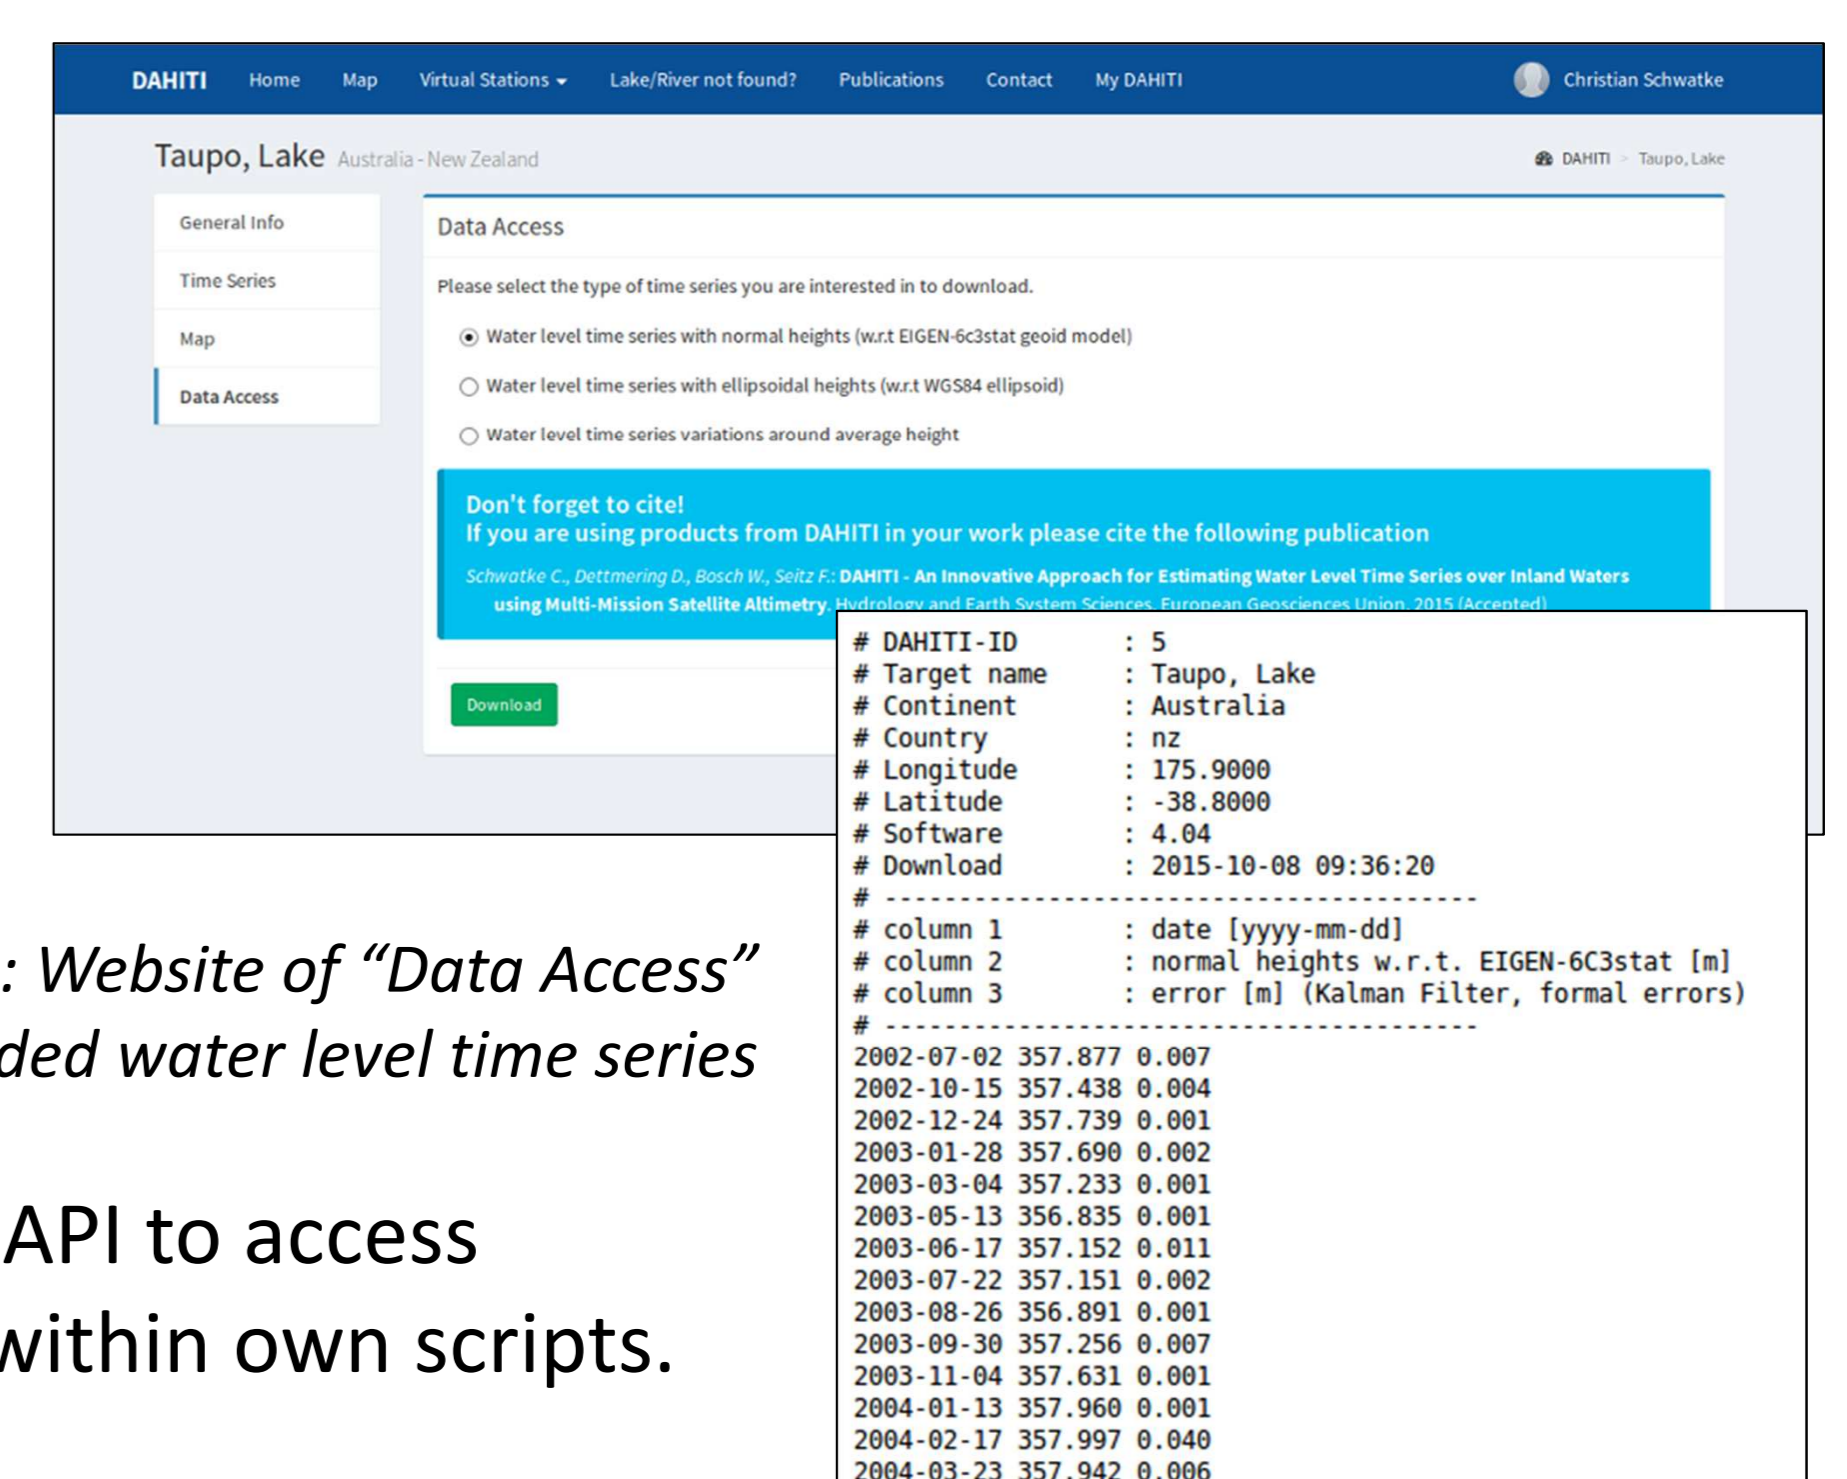 DAHITI Home Map Virtual Stations Lake/River not found? Publications Contact My DAHITI Christian Schwatke
Taupo, Lake Australia - New Zealand
DAHITI > Taupo, Lake
General Info
Time Series
Map
Data Access
Data Access
Please select the type of time series you are interested in to download.
Water level time series with normal heights (w.r.t EIGEN-6c3stat geoid model)
Water level time series with ellipsoidal heights (w.r.t WGS84 ellipsoid)
Water level time series variations around average height
Don't forget to cite!
If you are using products from DAHITI in your work please cite the following publication
Schwatke C., Dettmering D., Bosch W., Seitz F.: DAHITI - An Innovative Approach for Estimating Water Level Time Series over Inland Waters
using Multi-Mission Satellite Altimetry. Hydrology and Earth System Sciences, European Geosciences Union, 2015 (Accepted)
Download
# DAHITI-ID : 5
# Target name : Taupo, Lake
# Continent : Australia
# Country : nz
# Longitude : 175.9000
# Latitude : -38.8000
# Software : 4.04
# Download : 2015-10-08 09:36:20
# ----------------------------------------
# column 1 : date [yyyy-mm-dd]
# column 2 : normal heights w.r.t. EIGEN-6C3stat [m]
# column 3 : error [m] (Kalman Filter, formal errors)
# ----------------------------------------
2002-07-02 357.877 0.007
2002-10-15 357.438 0.004
2002-12-24 357.739 0.001
2003-01-28 357.690 0.002
2003-03-04 357.233 0.001
2003-05-13 356.835 0.001
2003-06-17 357.152 0.011
2003-07-22 357.151 0.002
2003-08-26 356.891 0.001
2003-09-30 357.256 0.007
2003-11-04 357.631 0.001
2004-01-13 357.960 0.001
2004-02-17 357.997 0.040
2004-03-23 357.942 0.006
: Website of “Data Access”
ded water level time series
API to access
within own scripts.